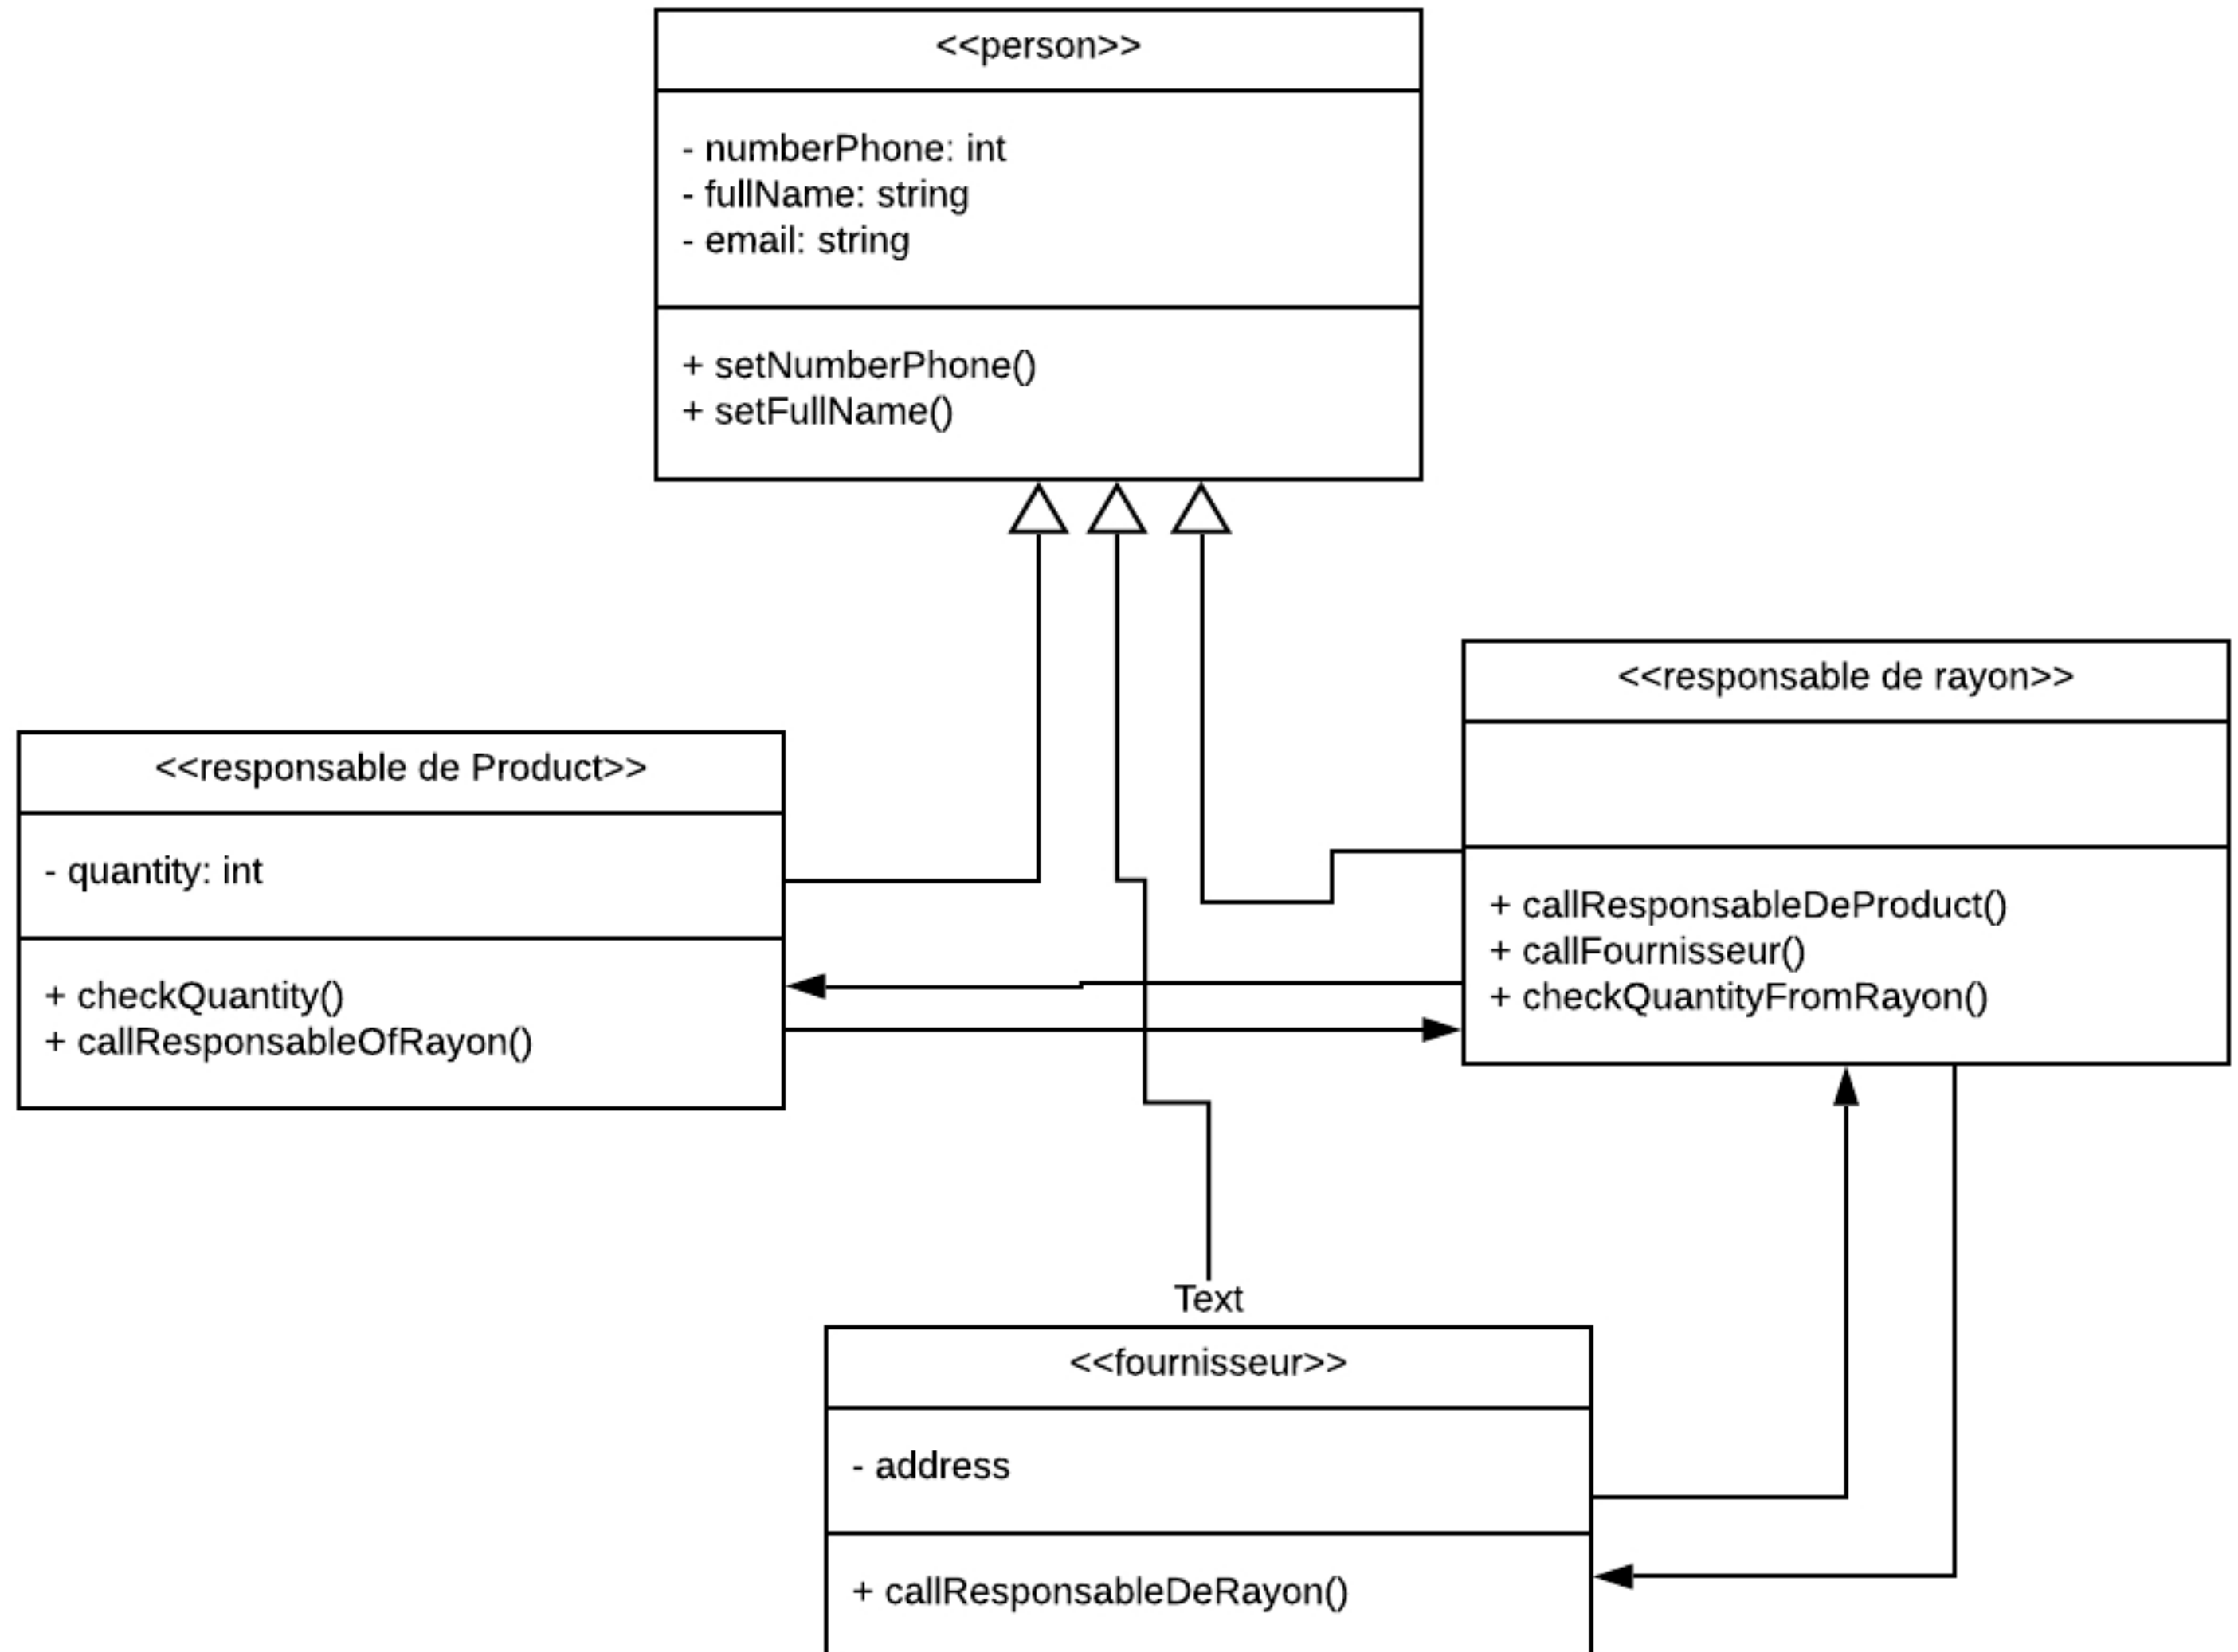 <<person>>
- numberPhone: int
- fullName: string
- email: string
+ setNumberPhone()
+ setFullName()
<<responsable de rayon>>
+ callResponsableDeProduct()
+ callFournisseur()
+ checkQuantityFromRayon()
<<responsable de Product>>
- quantity: int
+ checkQuantity()
+ callResponsableOfRayon()
Text
<<fournisseur>>
- address
+ callResponsableDeRayon()